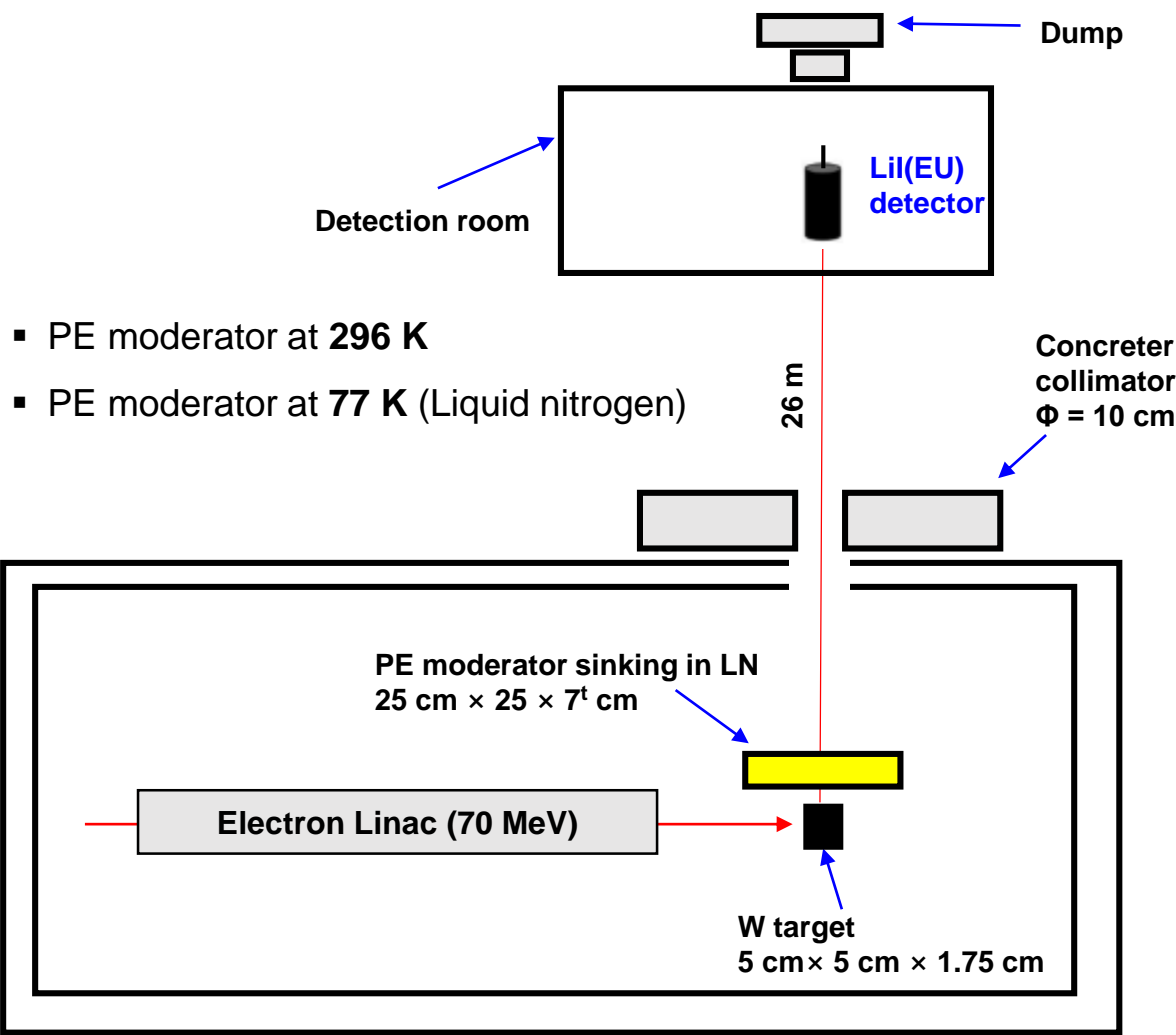 Dump
LiI(EU)
detector
Detection room
▪ PE moderator at 296 K
▪ PE moderator at 77 K (Liquid nitrogen)
26 m
Concreter
collimator
Φ = 10 cm
PE moderator sinking in LN
25 cm × 25 × 7ᵗ cm
Electron Linac (70 MeV)
W target
5 cm× 5 cm × 1.75 cm